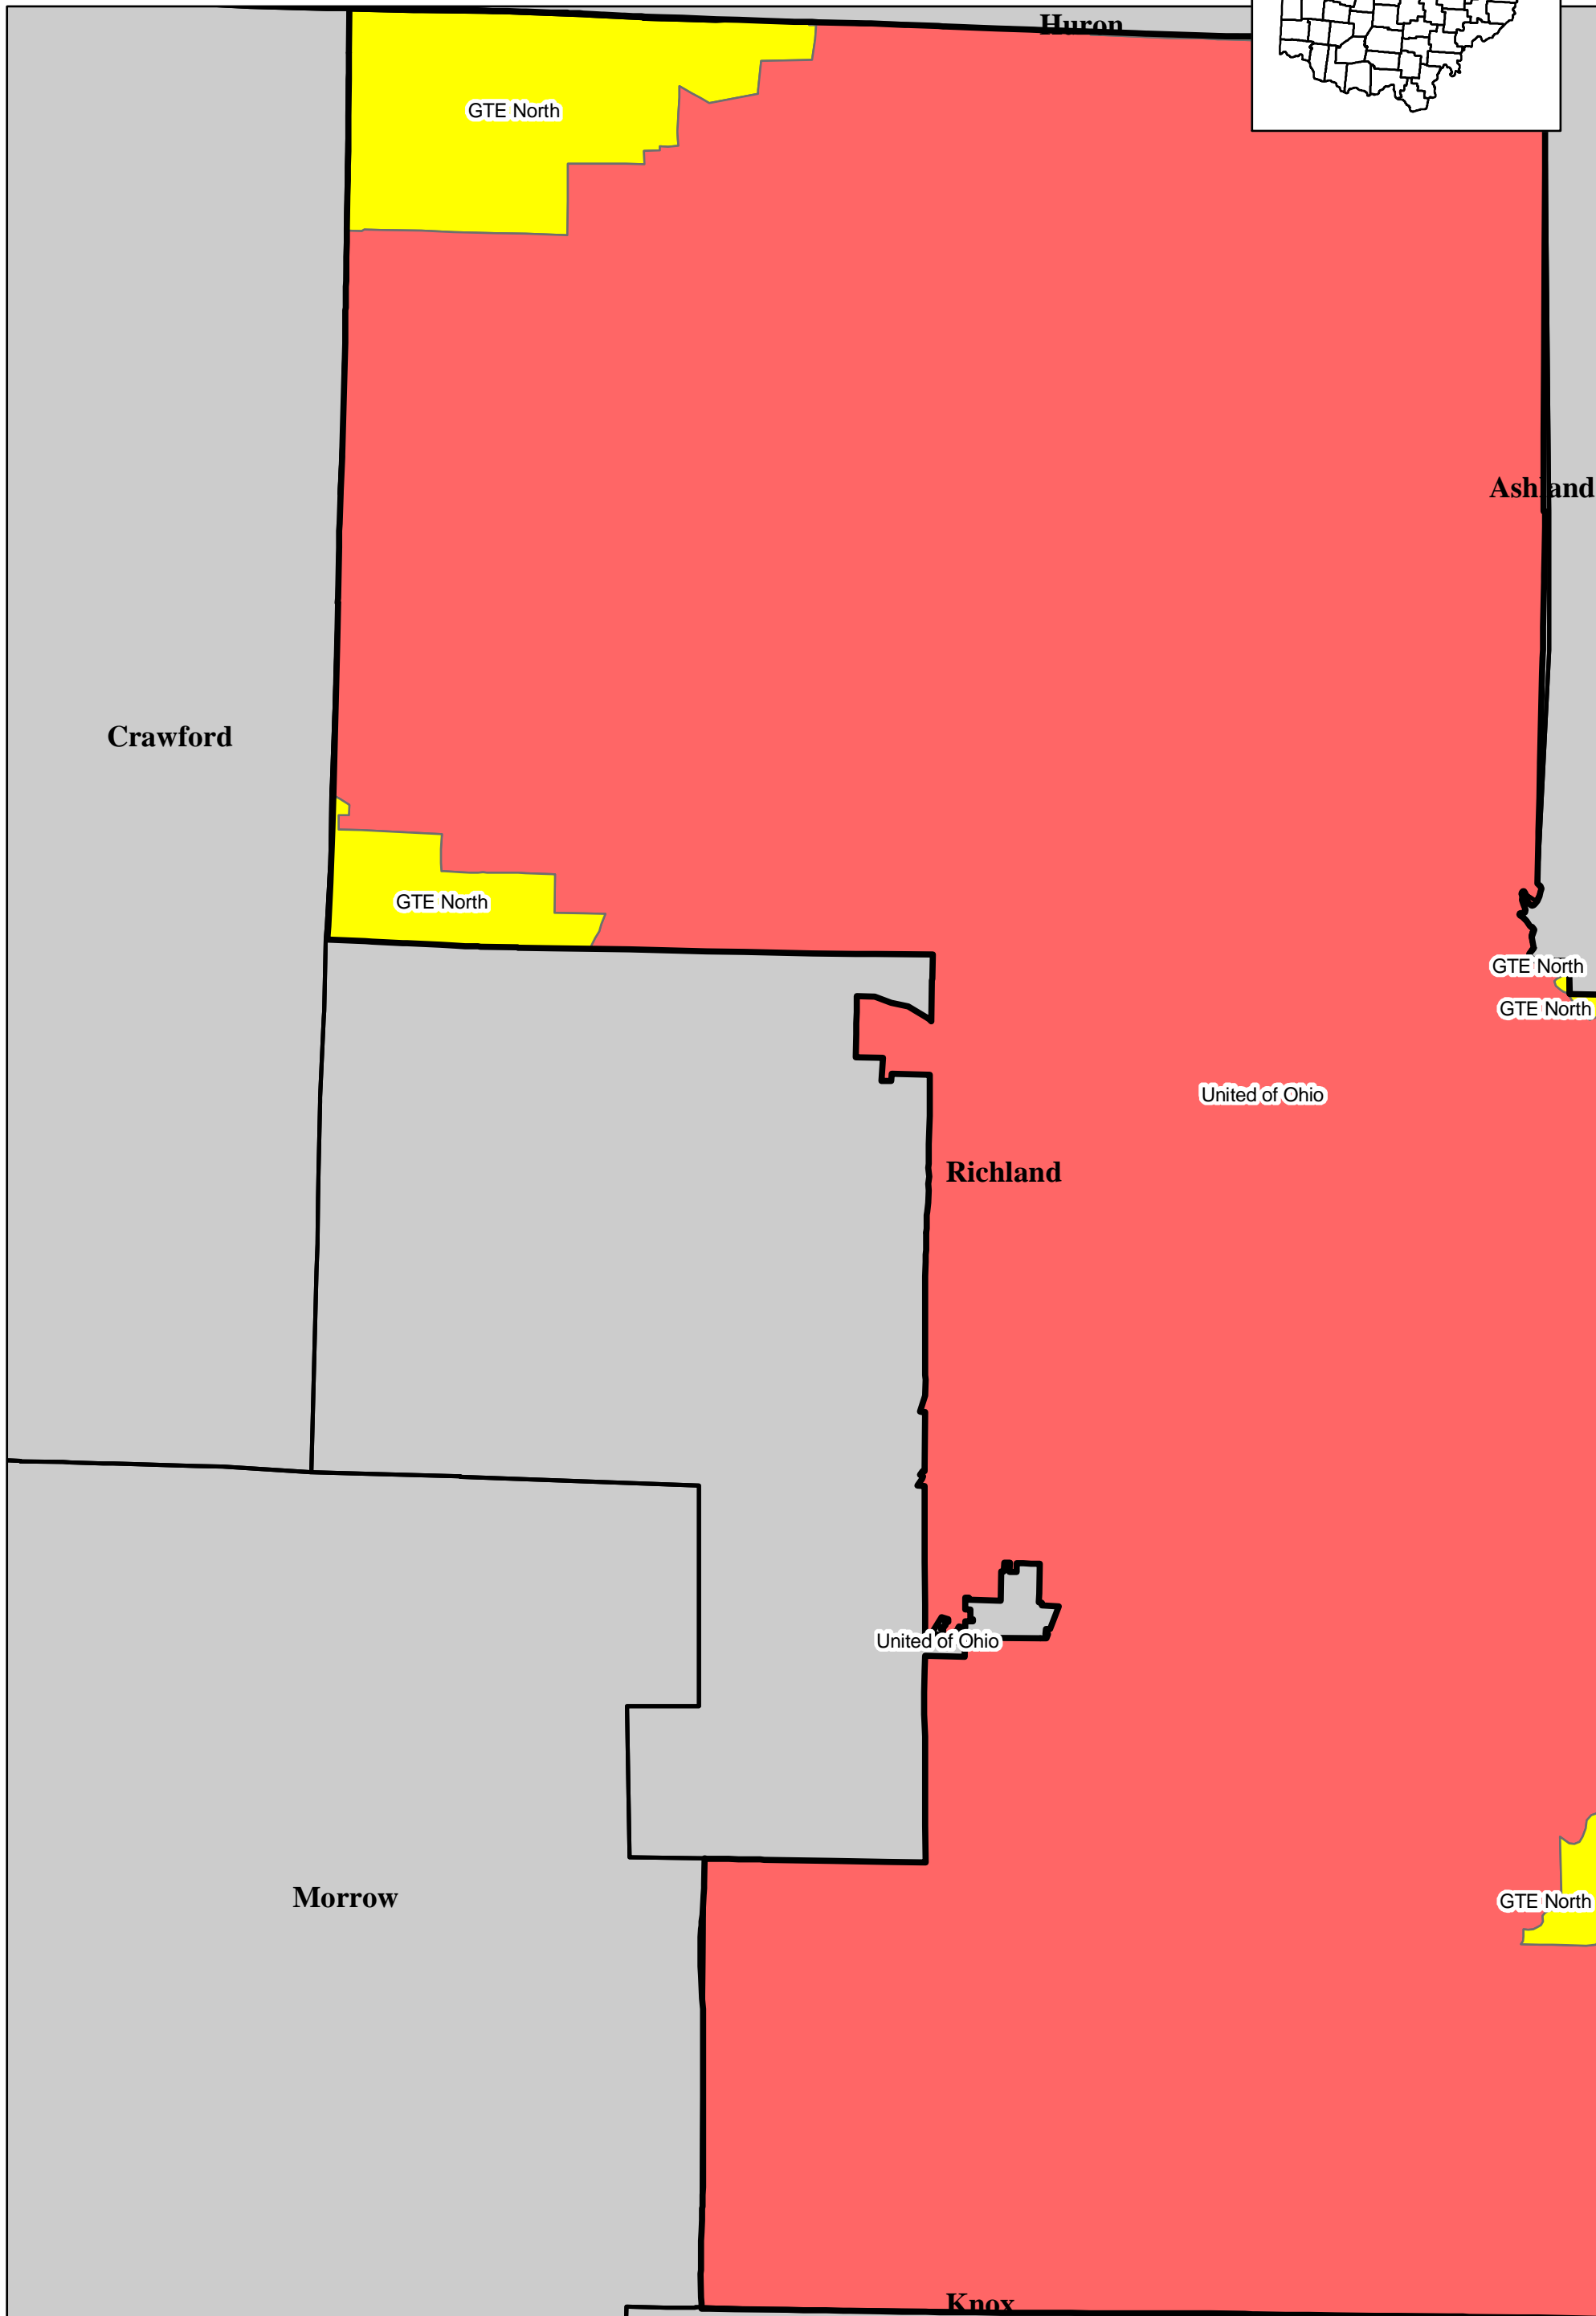 Huron
GTE North
Ashland
Crawford
GTE North
GTE North
GTE North
United of Ohio
Richland
United of Ohio
Morrow
GTE North
Knox